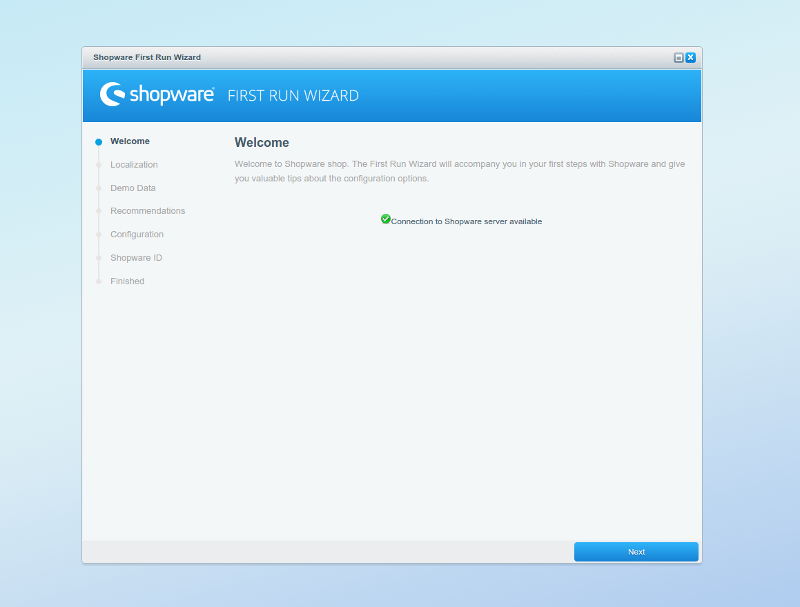 Shopware First Run Wizard
shopware FIRST RUN WIZARD
Welcome
Localization
Demo Data
Recommendations
Configuration
Shopware ID
Finished
Welcome
Welcome to Shopware shop. The First Run Wizard will accompany you in your first steps with Shopware and give
you valuable tips about the configuration options.
Connection to Shopware server available
Next